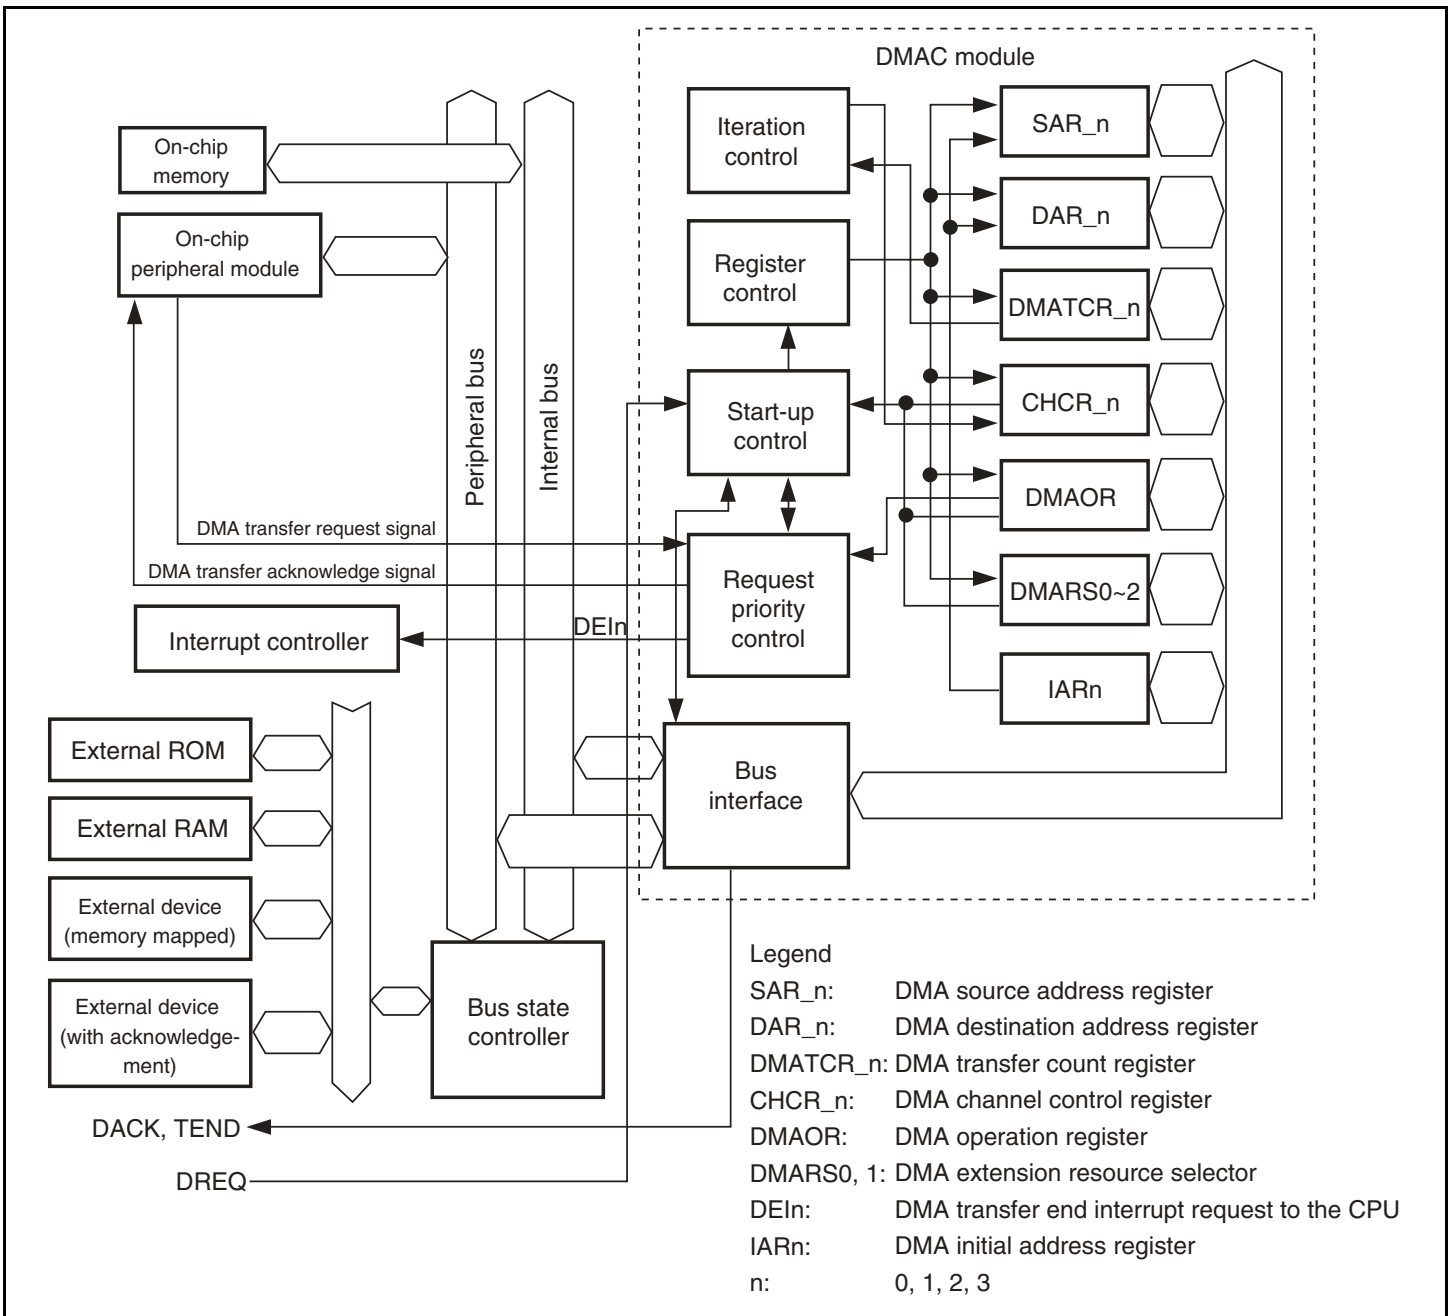 DMAC module
Iteration
control
SAR_n
On-chip
memory
DAR_n
On-chip
peripheral module
Register
control
DMATCR_n
Peripheral bus
Internal bus
Start-up
control
CHCR_n
DMAOR
DMA transfer request signal
DMA transfer acknowledge signal
Request
priority
control
DMARS0~2
DEIn
Interrupt controller
IARn
External ROM
Bus
interface
External RAM
External device
(memory mapped)
External device
(with acknowledge-
ment)
Bus state
controller
DACK, TEND
DREQ
Legend
SAR_n: DMA source address register
DAR_n: DMA destination address register
DMATCR_n: DMA transfer count register
CHCR_n: DMA channel control register
DMAOR: DMA operation register
DMARS0, 1: DMA extension resource selector
DEIn: DMA transfer end interrupt request to the CPU
IARn: DMA initial address register
n: 0, 1, 2, 3